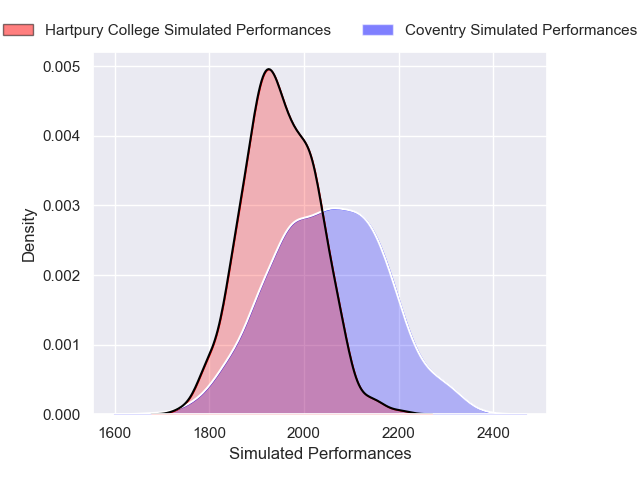 Hartpury College Simulated Performances
Coventry Simulated Performances
0.005
0.004
0.003
0.002
0.001
0.000
Density
1600 1800 2000 2200 2400
Simulated Performances